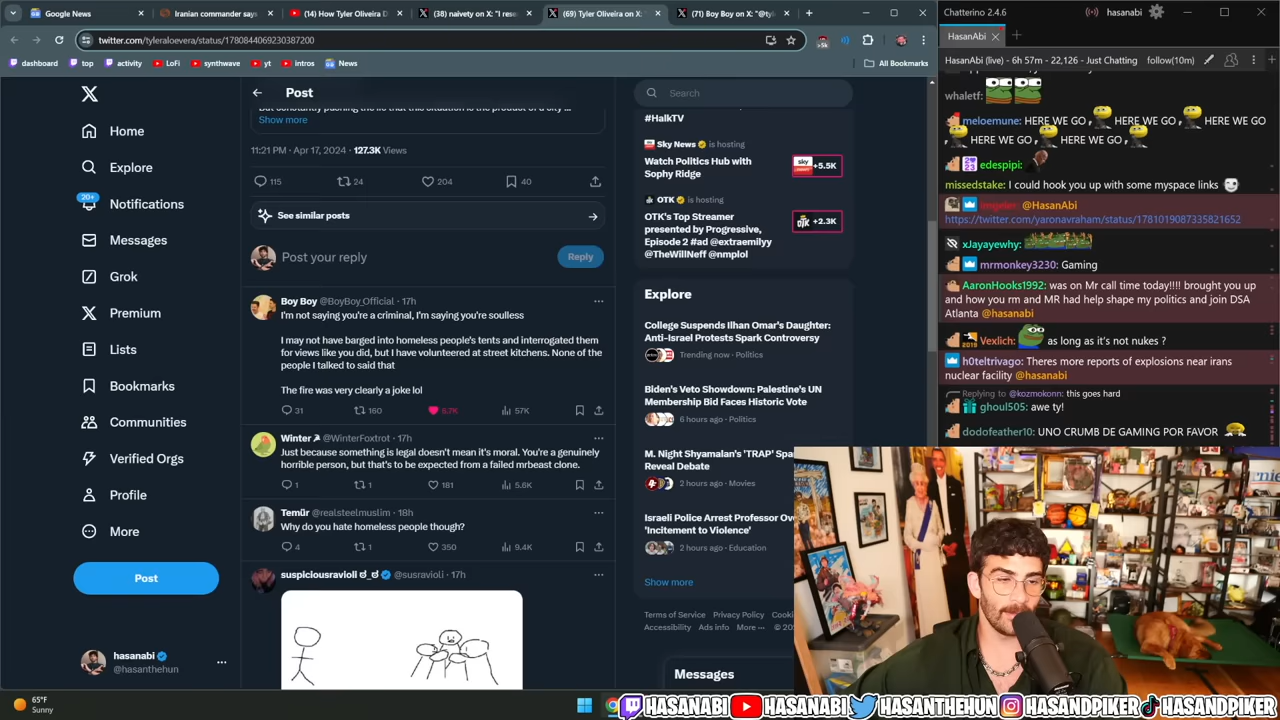 Google News
Iranian commander says
(14) How Tyler Oliveira D
(38) naivety on X: "I rese
(69) Tyler Oliveira on X:
(71) Boy Boy on X: "@tyle
twitter.com/tyleraloevera/status/1780844069230387200
>5k
dashboard
top
activity
LoFi
synthwave
yt
intros
News
All Bookmarks
Home
Explore
20+
Notifications
Messages
Grok
Premium
Lists
Bookmarks
Communities
Verified Orgs
Profile
More
Post
hasanabi
@hasanthehun
Post
Show more
11:21 PM · Apr 17, 2024 · 127.3K Views
115
24
204
40
See similar posts
Post your reply
Reply
Boy Boy @BoyBoy_Official · 17h
I'm not saying you're a criminal, I'm saying you're soulless
I may not have barged into homeless people's tents and interrogated them
for views like you did, but I have volunteered at street kitchens. None of the
people I talked to said that
The fire was very clearly a joke lol
31
160
57K
Winter @WinterFoxtrot · 17h
Just because something is legal doesn't mean it's moral. You're a genuinely
horrible person, but that's to be expected from a failed mrbeast clone.
1
1
181
5.6K
Temür @real.steel.musl.im · 18h
Why do you hate homeless people though?
4
1
350
9.4K
suspiciousravioli ಠ_ಠ @susravioli · 17h
Search
#HalkTV
Sky News is hosting
Watch Politics Hub with
Sophy Ridge
sky
+5.5K
OTK is hosting
OTK's Top Streamer
presented by Progressive,
Episode 2 #ad @extraemilyy
@TheWillNeff @nmplol
+2.3K
Explore
College Suspends Ilhan Omar's Daughter:
Anti-Israel Protests Spark Controversy
Trending now · Politics
Biden's Veto Showdown: Palestine's UN
Membership Bid Faces Historic Vote
6 hours ago · Politics
M. Night Shyamalan's 'TRAP'
Reveal Debate
2 hours ago · Movies
Israeli Police Arrest Professor
'Incitement to Violence'
2 hours ago · Education
Show more
Terms of Service
Privacy Policy
Accessibility
Ads info
More ···
Messages
Chatterino 2.4.6
hasanabi
HasanAbi
HasanAbi (live) - 6h 57m - 22,126 - Just Chatting
follow(10m)
whaletf:
meloemune: HERE WE GO HERE WE GO HERE WE GO
HERE WE GO HERE WE GO
edespipi:
missedstake: I could hook you up with some myspace links
@HasanAbi
https://twitter.com/yaronavraham/status/1781019087335821652
xJayayewhy:
mrmonkey3230: Gaming
AaronHooks1992: was on Mr call time today!!!! brought you up
and how you rm and MR had help shape my politics and join DSA
Atlanta @hasanabi
Vexlich: as long as it's not nukes ?
h0teltrivago: Theres more reports of explosions near irans
nuclear facility @hasanabi
Replying to @kozmokonn: this goes hard
ghoul505: awe ty!
dodofeather10: UNO CRUMB DE GAMING POR FAVOR
65°F
Sunny
HASANABI
HASANABI
HASANTHEHUN
HASANDPIKER
HASANDPIKER